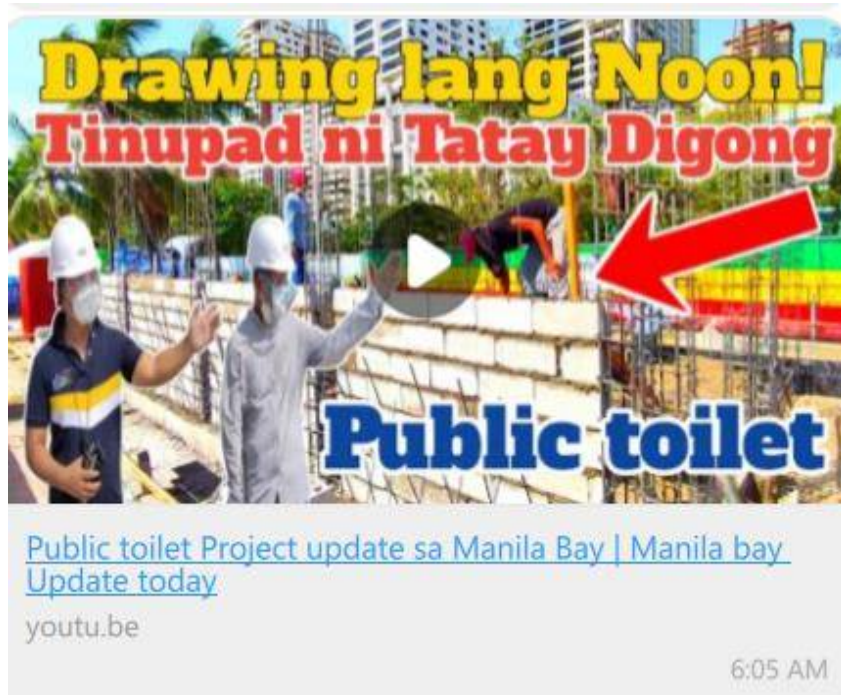 Drawing lang Noon!
Tinupad ni Tatay Digong
Public toilet
Public toilet Project update sa Manila Bay | Manila bay
Update today
youtu.be
6:05 AM